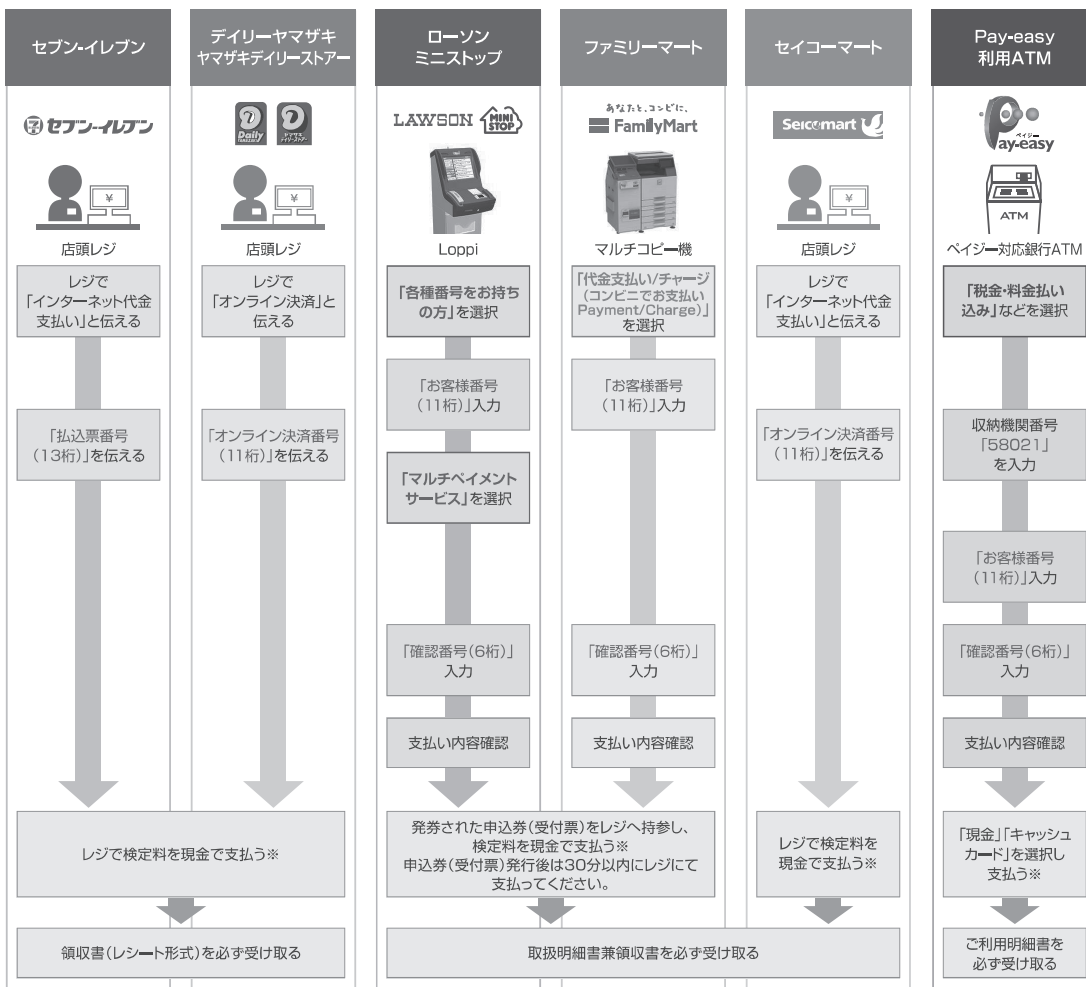 セブン-イレブン
デイリーヤマザキ
ヤマザキデイリーストアー
ローソン
ミニストップ
ファミリーマート
セイコーマート
Pay-easy
利用ATM
セブン-イレブン
Daily
ヤマザキ
デイリーストアー
LAWSON
MINI
STOP
あなたと、コンビに、
FamilyMart
Seicomart
ペイジー
Pay-easy
¥
¥
¥
ATM
店頭レジ
店頭レジ
Loppi
マルチコピー機
店頭レジ
ペイジー対応銀行ATM
レジで
「インターネット代金
支払い」と伝える
レジで
「オンライン決済」と
伝える
「各種番号をお持ち
の方」を選択
「代金支払い/チャージ
(コンビニでお支払い
Payment/Charge)」
を選択
レジで
「インターネット代金
支払い」と伝える
「税金・料金払い
込み」などを選択
「お客様番号
(11桁)」入力
「お客様番号
(11桁)」入力
「払込票番号
(13桁)」を伝える
「オンライン決済番号
(11桁)」を伝える
「マルチペイメント
サービス」を選択
「オンライン決済番号
(11桁)」を伝える
収納機関番号
「58021」
を入力
「お客様番号
(11桁)」入力
「確認番号(6桁)」
入力
「確認番号(6桁)」
入力
「確認番号(6桁)」
入力
支払い内容確認
支払い内容確認
支払い内容確認
レジで検定料を現金で支払う※
発券された申込券(受付票)をレジへ持参し、
検定料を現金で支払う※
申込券(受付票)発行後は30分以内にレジにて
支払ってください。
レジで検定料を
現金で支払う※
「現金」「キャッシュ
カード」を選択し
支払う※
領収書(レシート形式)を必ず受け取る
取扱明細書兼領収書を必ず受け取る
ご利用明細書を
必ず受け取る